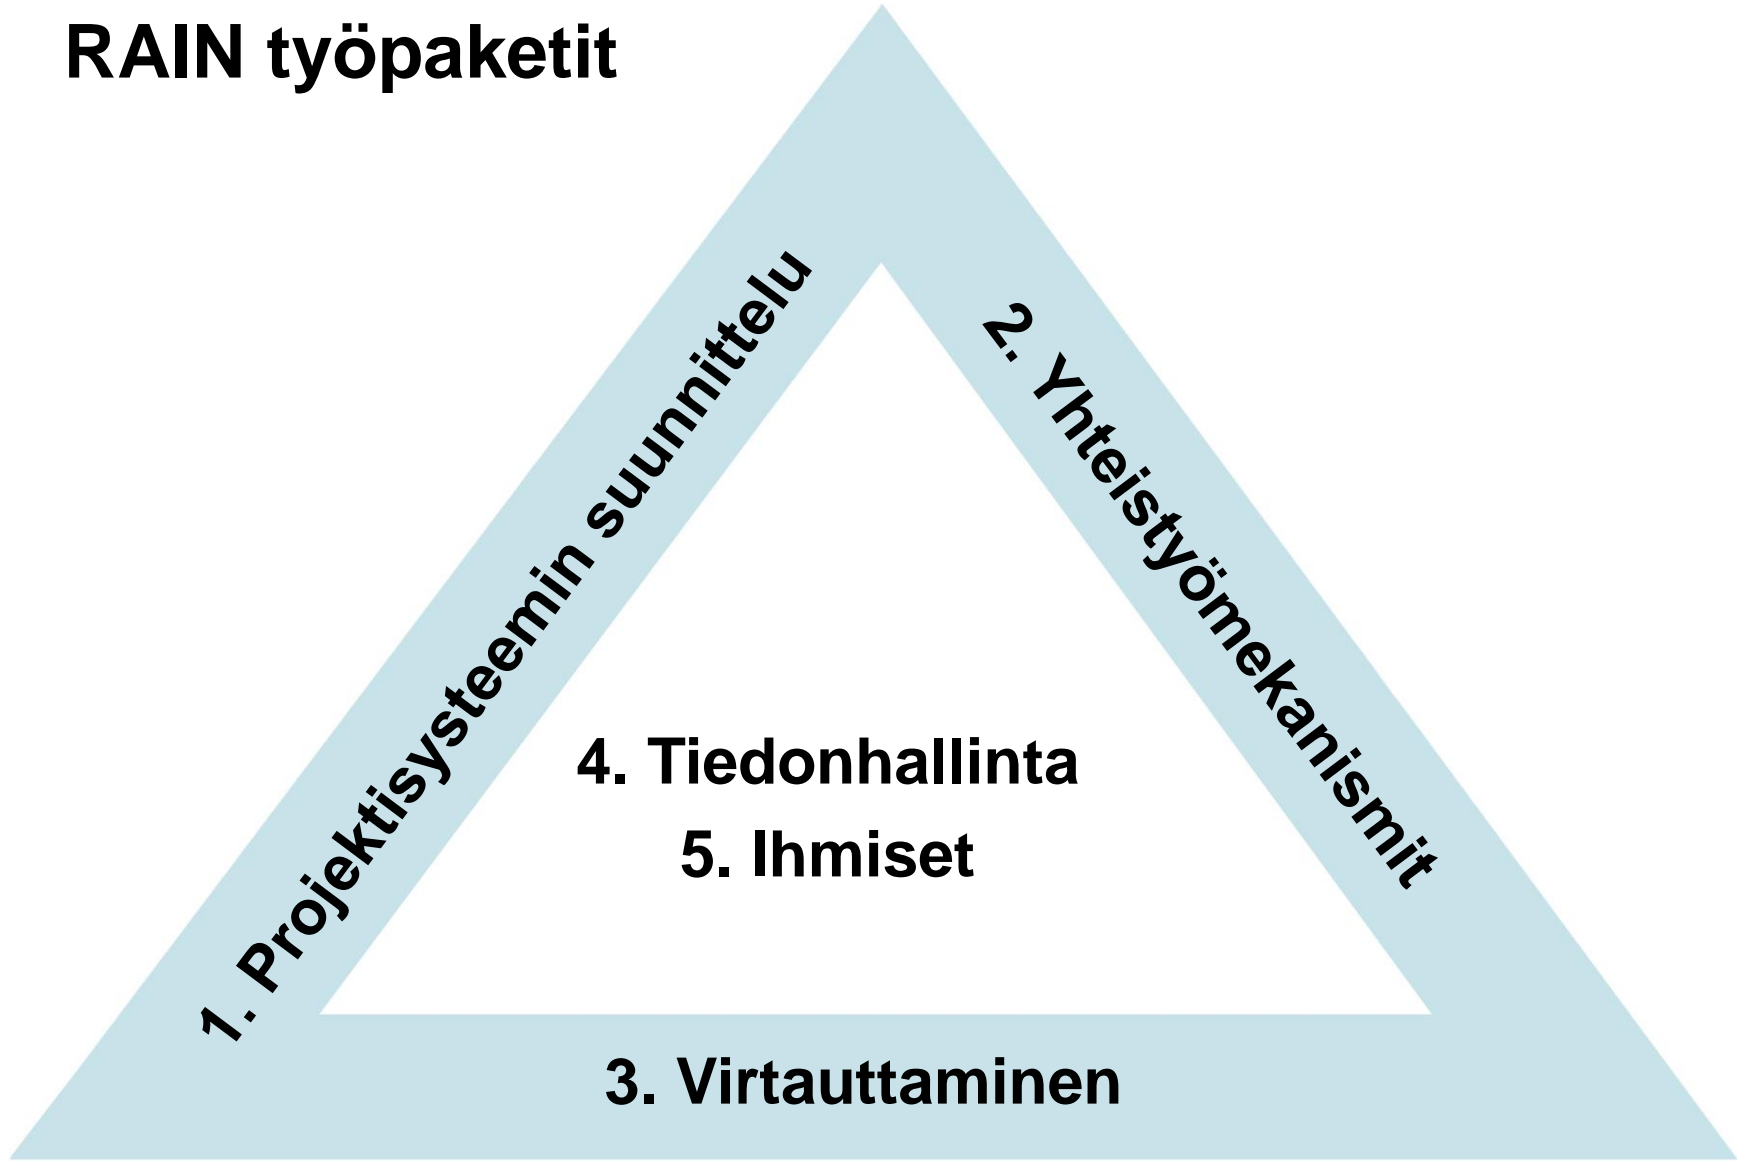 RAIN työpaketit
1. Projektisysteemin suunnittelu
2. Yhteistyömekanismit
4. Tiedonhallinta
5. Ihmiset
3. Virtauttaminen